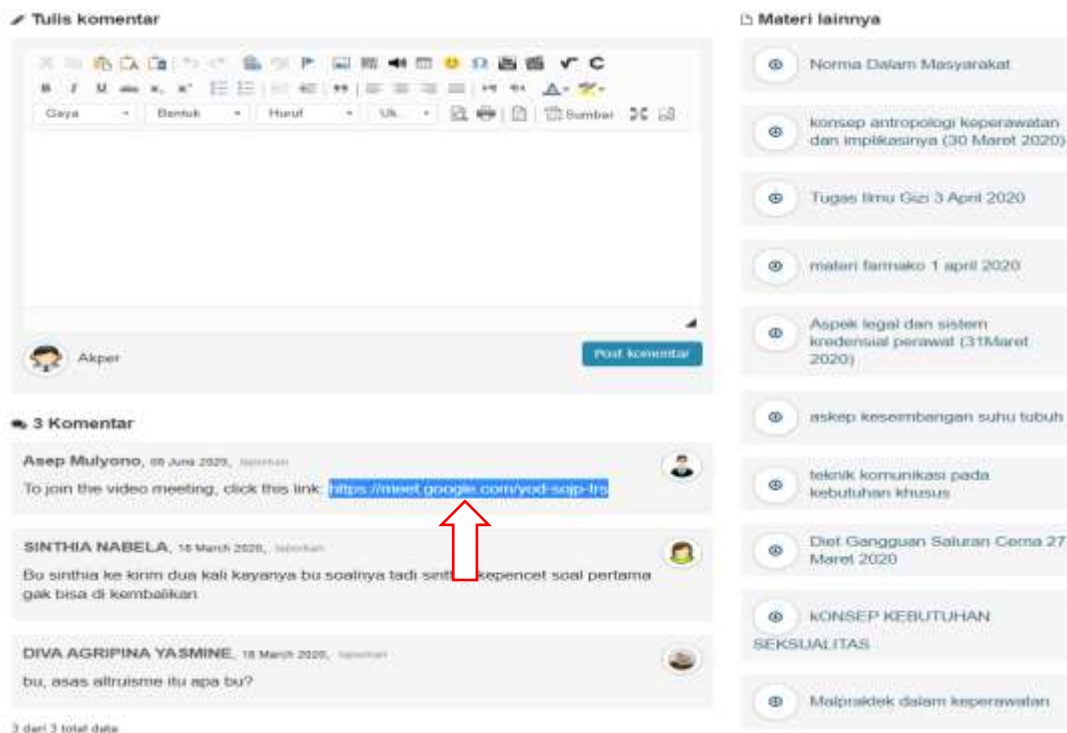 Tulis komentar
Sumber
Gaya Bentuk Huruf Uk...
Akper
Post komentar
3 Komentar
Asep Mulyono, 08 June 2020, laporkan
To join the video meeting, click this link: https://meet.google.com/yod-sojp-frs
SINTHIA NABELA, 18 March 2020, laporkan
Bu sinthia ke kirim dua kali kayanya bu soalnya tadi kepencet soal pertama
gak bisa di kembalikan
DIVA AGRIPINA YASMINE, 18 March 2020, laporkan
bu, asas altruisme itu apa bu?
3 dari 3 total data
Materi lainnya
Norma Dalam Masyarakat
konsep antropologi keperawatan
dan implikasinya (30 Maret 2020)
Tugas Ilmu Gizi 3 April 2020
materi farmako 1 april 2020
Aspek legal dan sistem
kredensial perawat (31Maret
2020)
askep keseimbangan suhu tubuh
teknik komunikasi pada
kebutuhan khusus
Diet Gangguan Saluran Cerna 27
Maret 2020
kONSEP KEBUTUHAN
SEKSUALITAS
Malpraktek dalam keperawatan